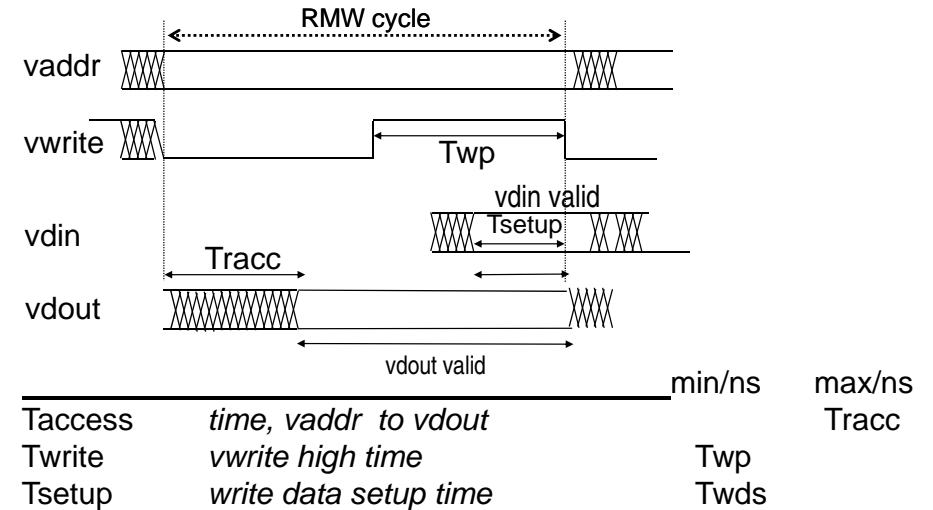 RMW cycle
vaddr
vwrite
Twp
vdin valid
Tsetup
vdin
Tracc
vdout
vdout valid
min/ns max/ns
Taccess time, vaddr to vdout Tracc
Twrite vwrite high time Twp
Tsetup write data setup time Twds